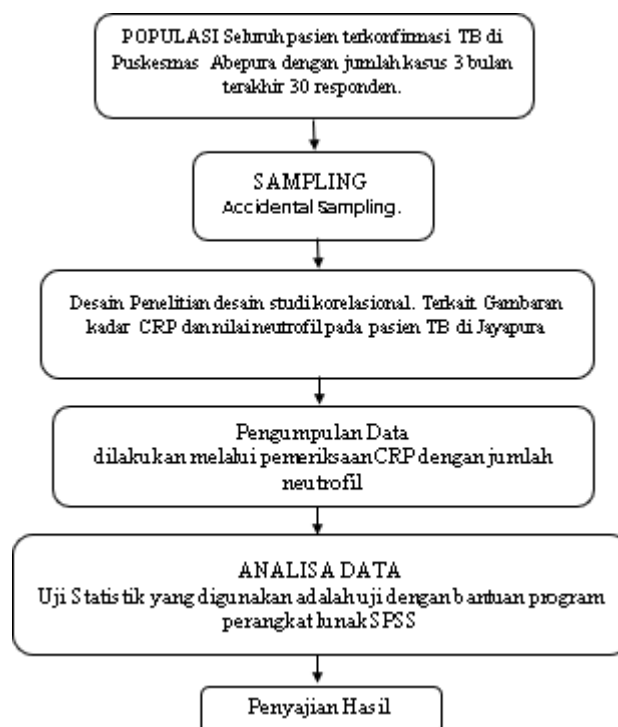 POPULASI Seluruh pasien terkonfirmasi TB di
Puskesmas Abepura dengan jumlah kasus 3 bulan
terakhir 30 responden.
SAMPLING
Accidental Sampling.
Desain Penelitian desain studi korelasional. Terkait Gambaran
kadar CRP dan nilai neutrofil pada pasien TB di Jayapura
Pengumpulan Data
dilakukan melalui pemeriksaan CRP dengan jumlah
neutrofil
ANALISA DATA
Uji Statistik yang digunakan adalah uji dengan bantuan program
perangkat lunak SPSS
Penyajian Hasil